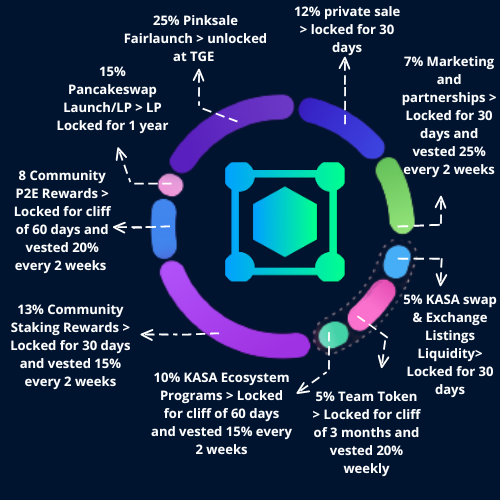 25% Pinksale
Fairlaunch > unlocked
at TGE
12% private sale
> locked for 30
days
7% Marketing
and
partnerships >
Locked for 30
days and
vested 25%
every 2 weeks
5% KASA swap
& Exchange
Listings
Liquidity>
Locked for 30
days
5% Team Token
> Locked for cliff
of 3 months and
vested 20%
weekly
10% KASA Ecosystem
Programs > Locked
for cliff of 60 days
and vested 15% every
2 weeks
13% Community
Staking Rewards >
Locked for 30 days
and vested 15%
every 2 weeks
8 Community
P2E Rewards >
Locked for cliff
of 60 days and
vested 20%
every 2 weeks
15%
Pancakeswap
Launch/LP > LP
Locked for 1 year